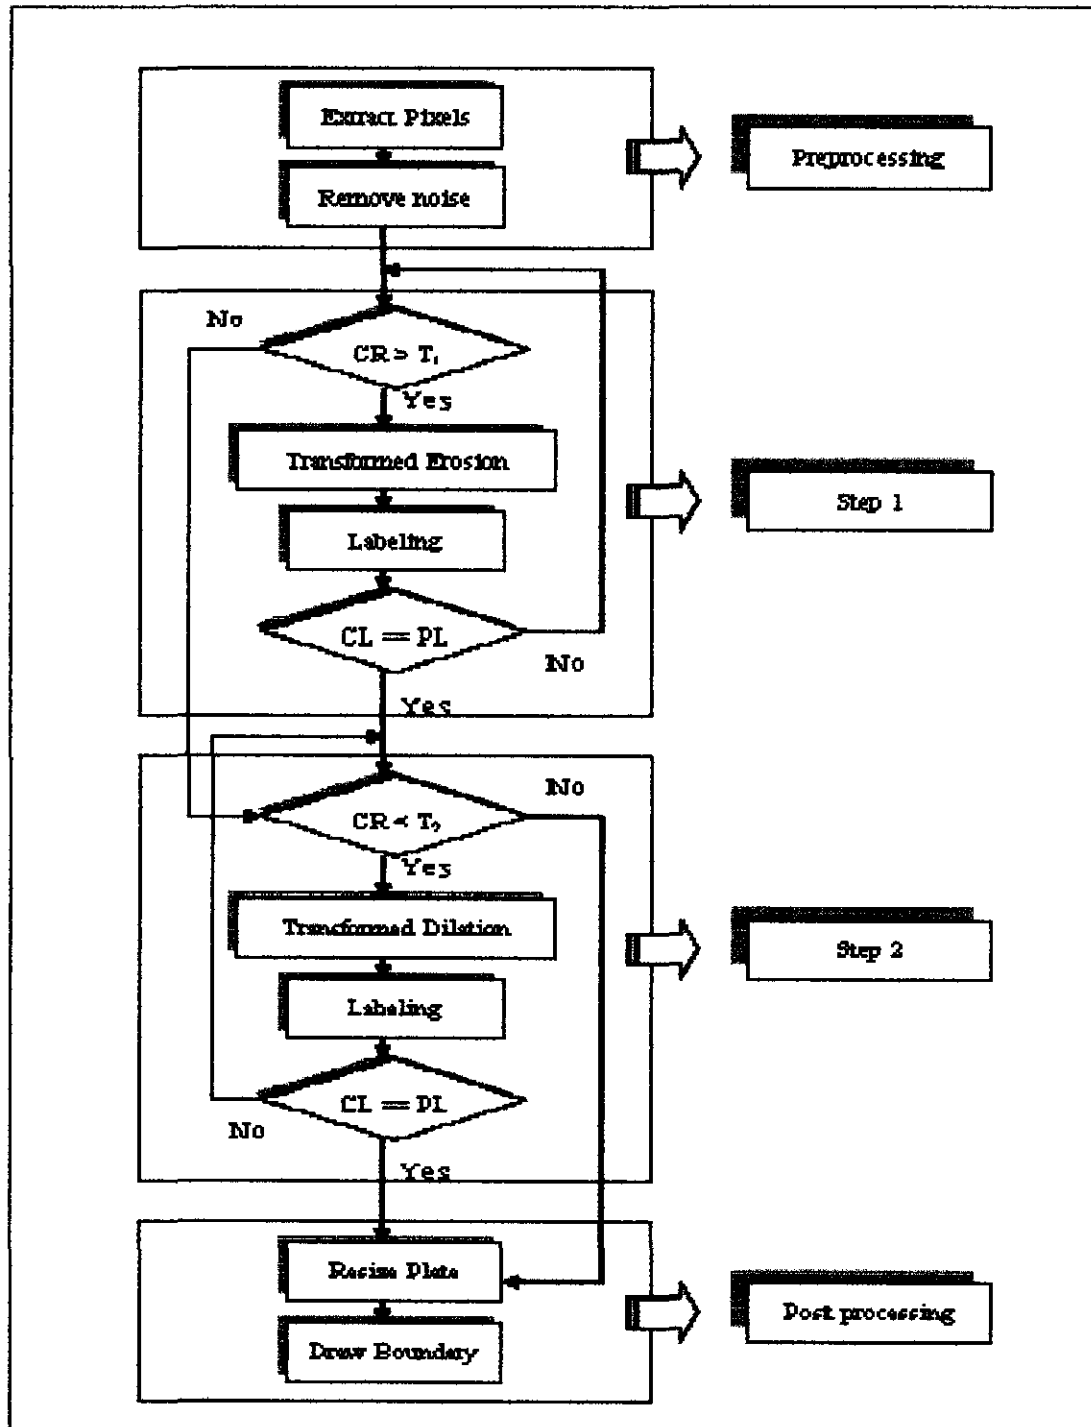 Extract Pixels
Preprocessing
Remove noise
No
CR > T₁
Yes
Transformed Erosion
Step 1
Labeling
CL == PL
No
Yes
No
CR < T₂
Yes
Transformed Dilation
Step 2
Labeling
CL == PL
No
Yes
Resize Plate
Post processing
Draw Boundary